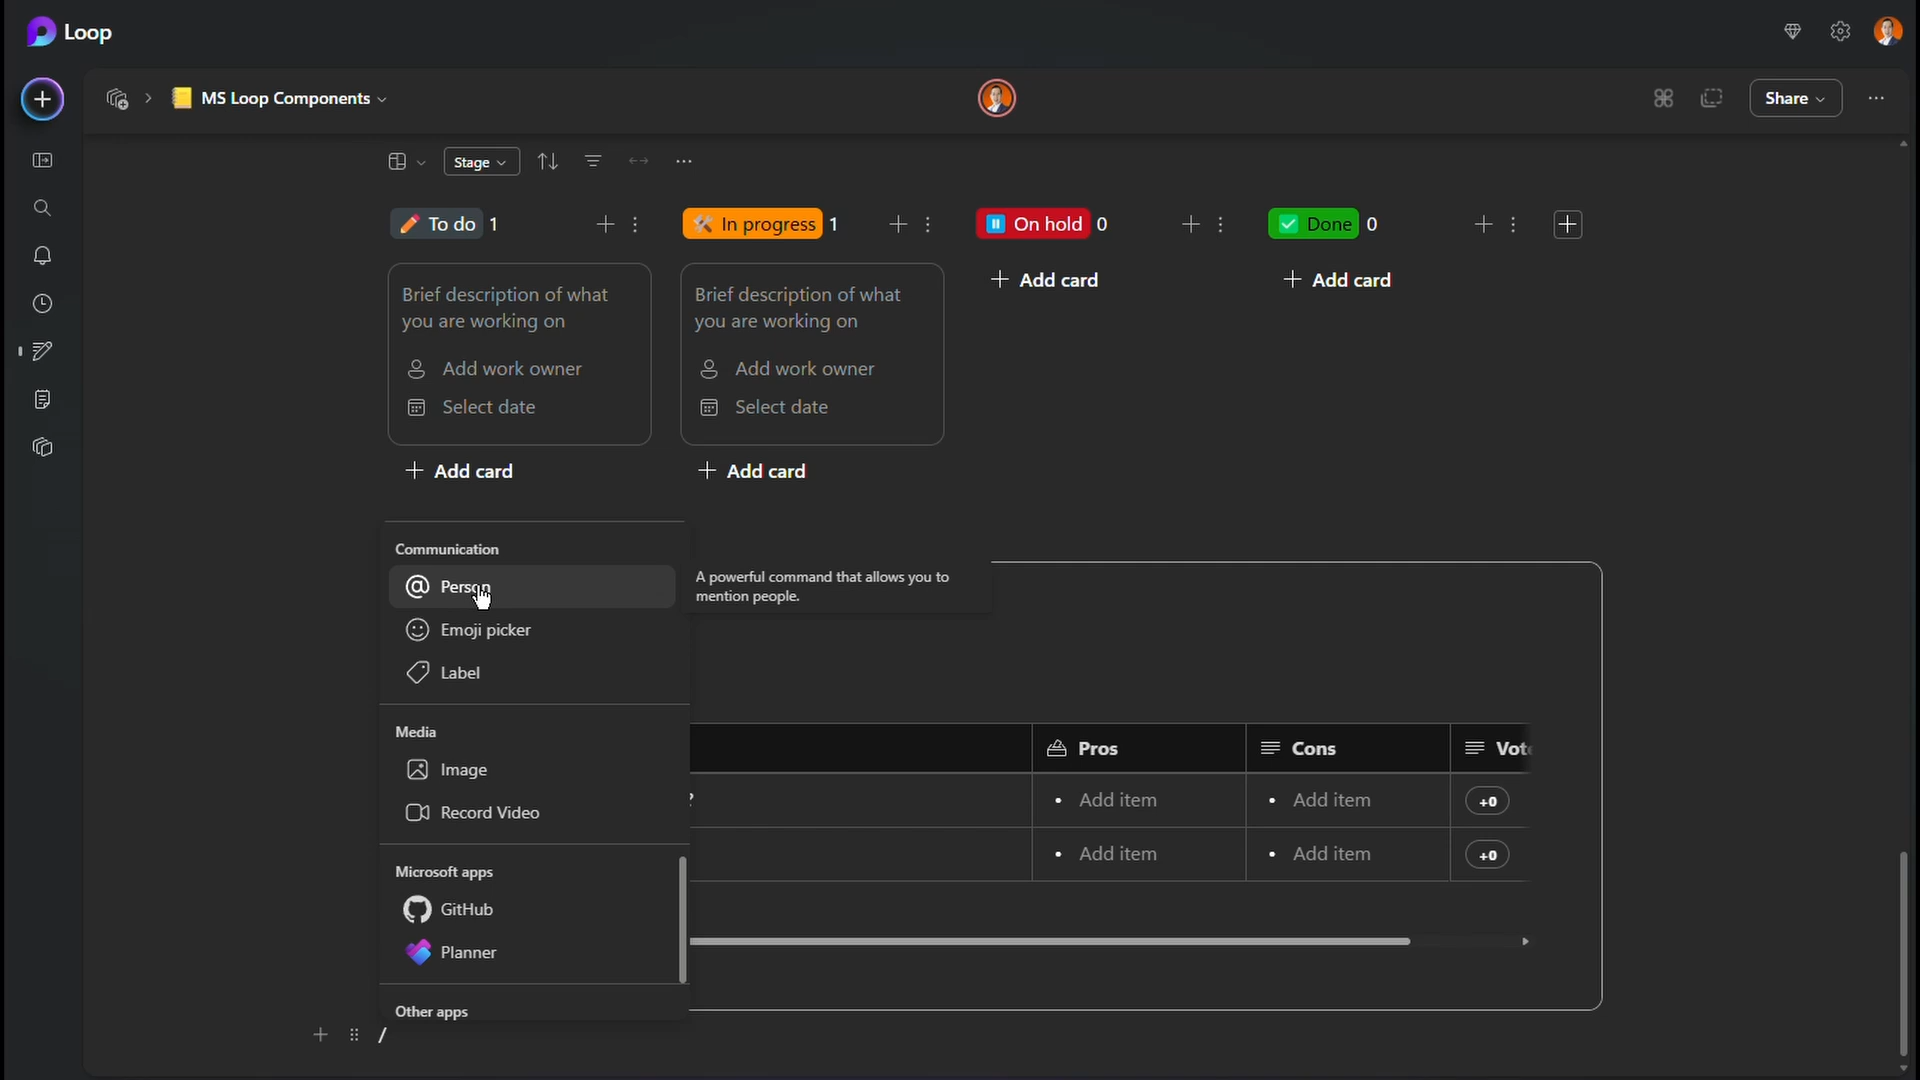 Loop
MS Loop Components
Share
Stage
To do 1
In progress 1
On hold 0
Done 0
Brief description of what
you are working on
Add work owner
Select date
Add card
Brief description of what
you are working on
Add work owner
Select date
Add card
Add card
Add card
Communication
@ Person
A powerful command that allows you to
mention people.
Emoji picker
Label
Media
Image
Record Video
Microsoft apps
GitHub
Planner
Other apps
Pros
Cons
?
Add item
Add item
+0
Add item
Add item
+0
/